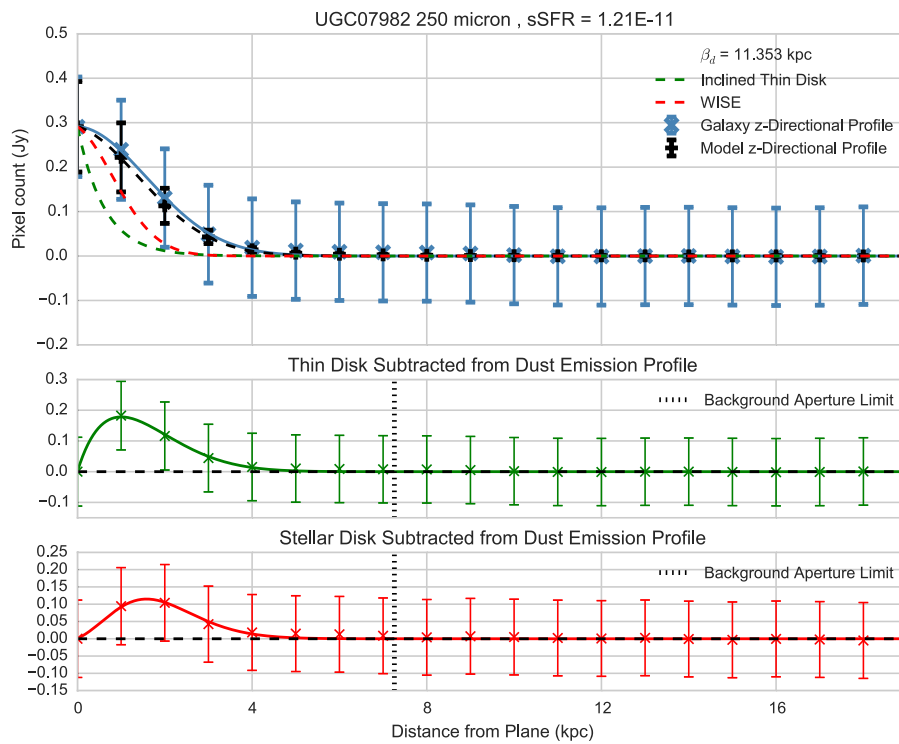 UGC07982 250 micron , sSFR = 1.21E-11
0.5
0.4
0.3
0.2
0.1
0.0
−0.1
−0.2
Pixel count (Jy)
β_d = 11.353 kpc
Inclined Thin Disk
WISE
Galaxy z-Directional Profile
Model z-Directional Profile
Thin Disk Subtracted from Dust Emission Profile
0.3
0.2
0.1
0.0
−0.1
Background Aperture Limit
Stellar Disk Subtracted from Dust Emission Profile
0.25
0.20
0.15
0.10
0.05
0.00
−0.05
−0.10
−0.15
Background Aperture Limit
0 4 8 12 16
Distance from Plane (kpc)